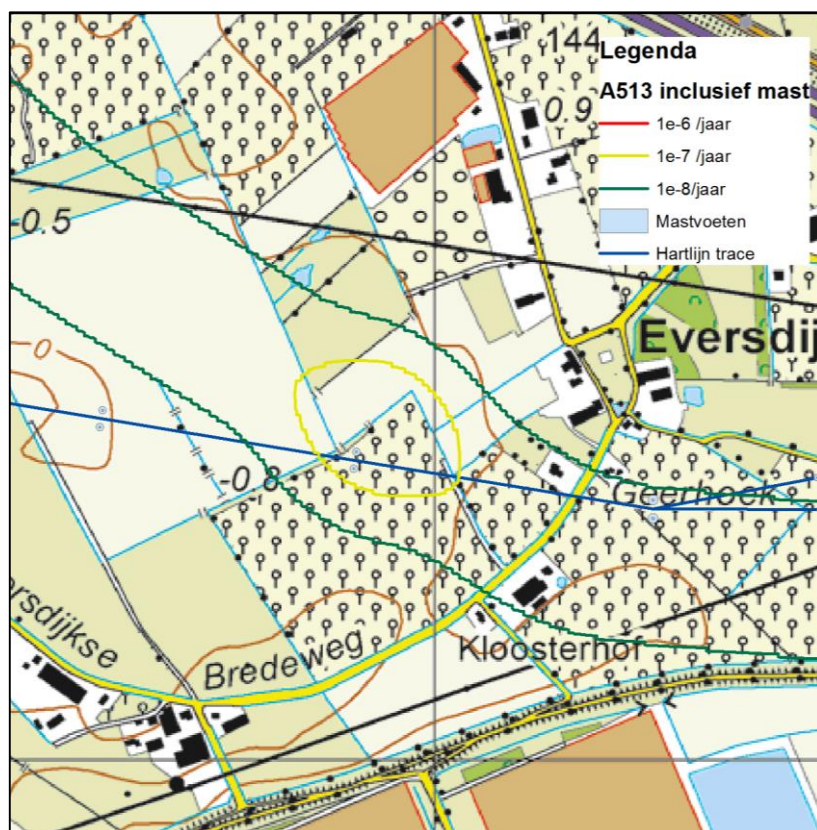 144
Legenda
A513 inclusief mast
1e-6 /jaar
0.9
1e-7 /jaar
1e-8/jaar
-0.5
Mastvoeten
Hartlijn trace
Eversdij
0
-0.8
Geerhoek
ersdijkse
Bredeweg
Kloosterhof